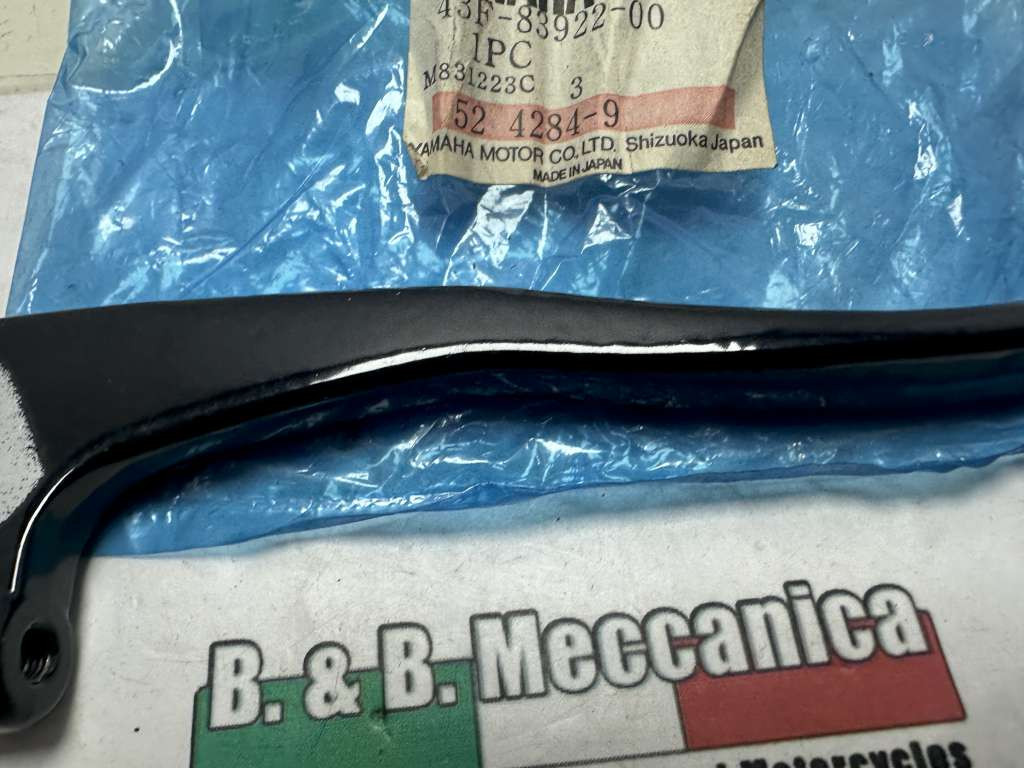 43F-83922-00
1PC
M831223C 3
52 4284-9
YAMAHA MOTOR CO.,LTD. Shizuoka Japan
MADE IN JAPAN
B. & B. Meccanica
Motorcycles